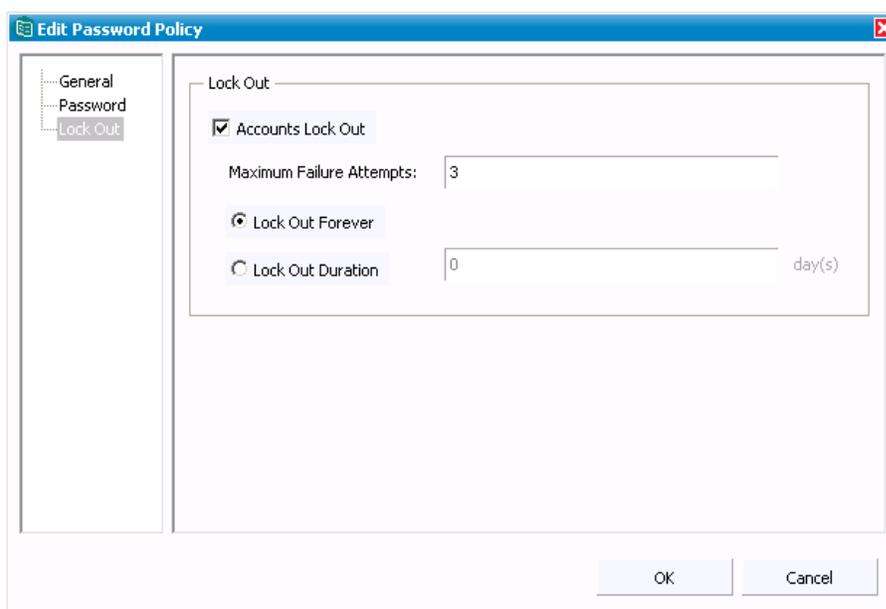 Edit Password Policy
General
Password
Lock Out
Lock Out
Accounts Lock Out
Maximum Failure Attempts: 3
Lock Out Forever
Lock Out Duration 0 day(s)
OK Cancel